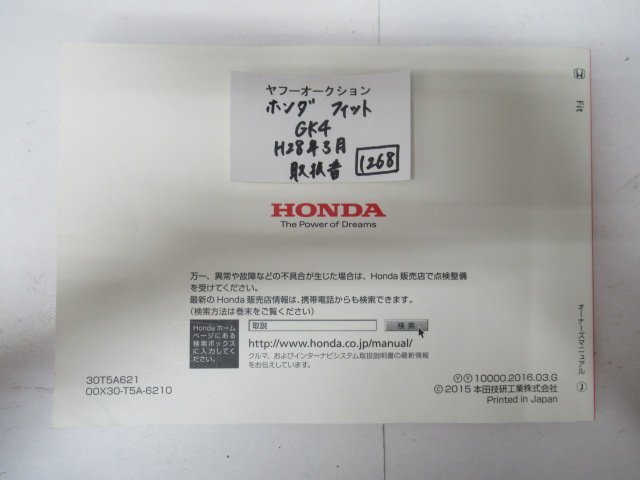 ヤフーオークション
ホンダ フィット
GK4
H28年3月
取扱書 1268
HONDA
The Power of Dreams
万一、異常や故障などの不具合が生じた場合は、Honda 販売店で点検整備
を受けてください。
最新の Honda 販売店情報は、携帯電話からも検索できます。
(検索方法は巻末をご覧ください)
Honda ホーム
ページにある
検索ボックス
に入力してく
ださい。
取説 検索
http://www.honda.co.jp/manual/
クルマ、およびインターナビシステム取扱説明書の最新情報
をお伝えしています。
30T5A621
00X30-T5A-6210
ⓎⓎ10000.2016.03.G
Ⓒ2015 本田技研工業株式会社
Printed in Japan
Fit
オーナーズマニュアル Ⓙ